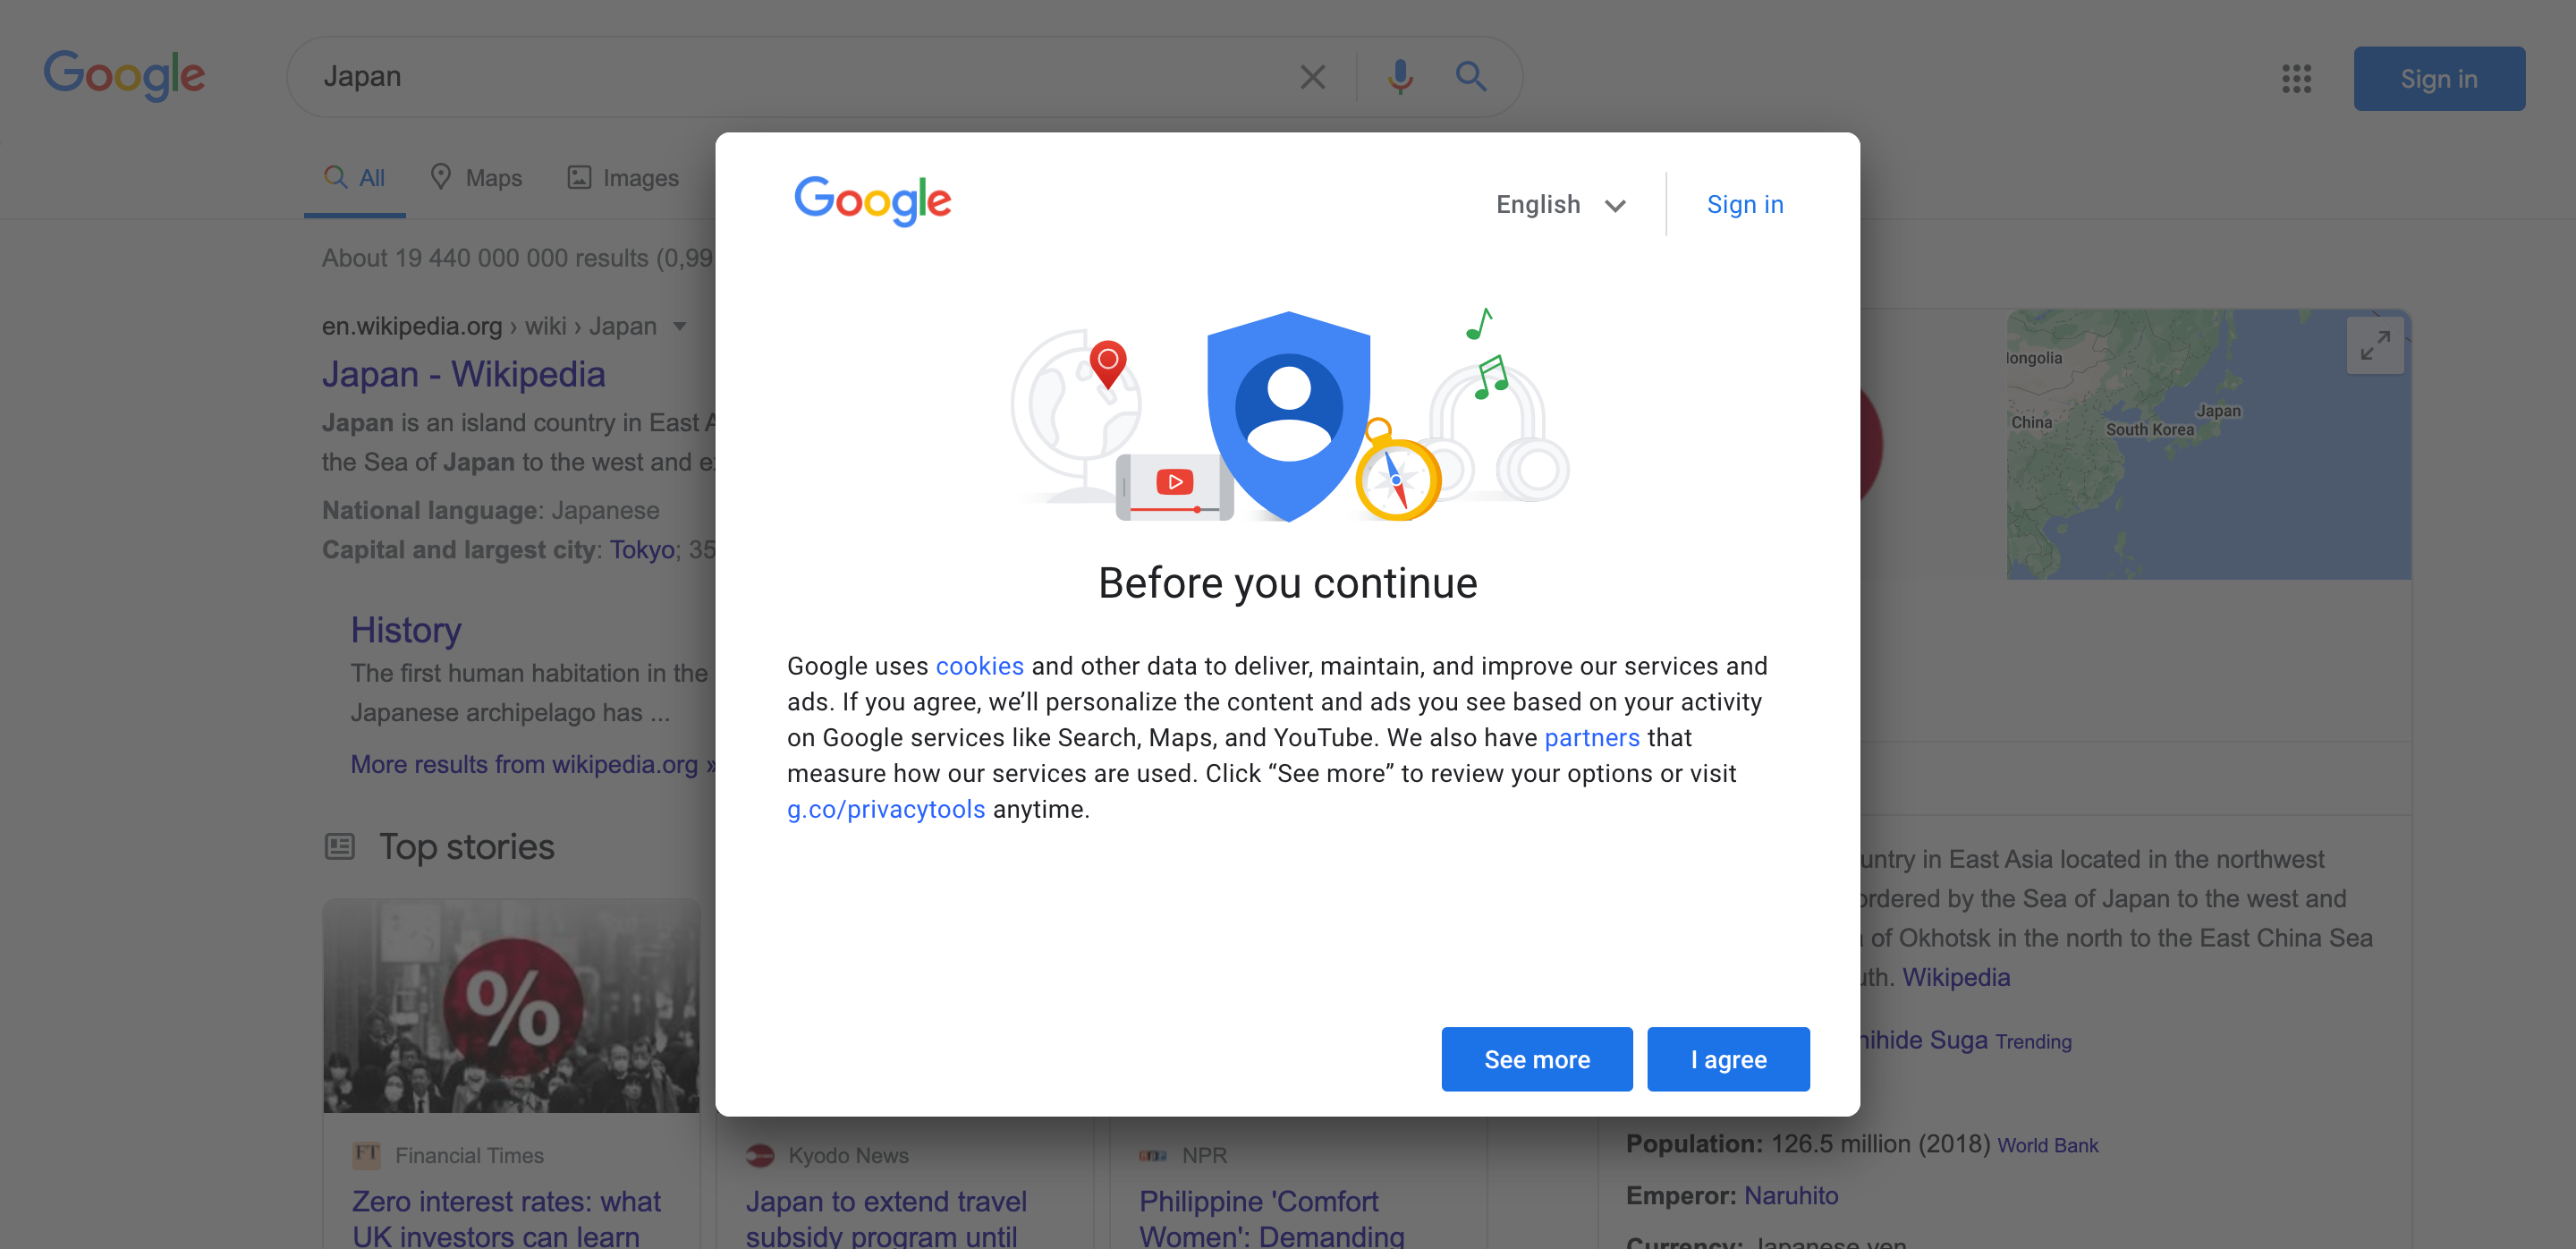 Google
Japan
Sign in
All
Maps
Images
About 19 440 000 000 results (0,99
en.wikipedia.org › wiki › Japan
Japan - Wikipedia
Japan is an island country in East A
the Sea of Japan to the west and e
National language: Japanese
Capital and largest city: Tokyo; 35
History
The first human habitation in the
Japanese archipelago has ...
More results from wikipedia.org »
Top stories
%
FT
Financial Times
Zero interest rates: what
UK investors can learn
Kyodo News
Japan to extend travel
subsidy program until
NPR
Philippine 'Comfort
Women': Demanding
Google
English
Sign in
Before you continue
Google uses cookies and other data to deliver, maintain, and improve our services and
ads. If you agree, we’ll personalize the content and ads you see based on your activity
on Google services like Search, Maps, and YouTube. We also have partners that
measure how our services are used. Click “See more” to review your options or visit
g.co/privacytools anytime.
See more
I agree
longolia
China
South Korea
Japan
untry in East Asia located in the northwest
ordered by the Sea of Japan to the west and
of Okhotsk in the north to the East China Sea
uth. Wikipedia
hihide Suga Trending
Population: 126.5 million (2018) World Bank
Emperor: Naruhito
Currency: Japanese yen